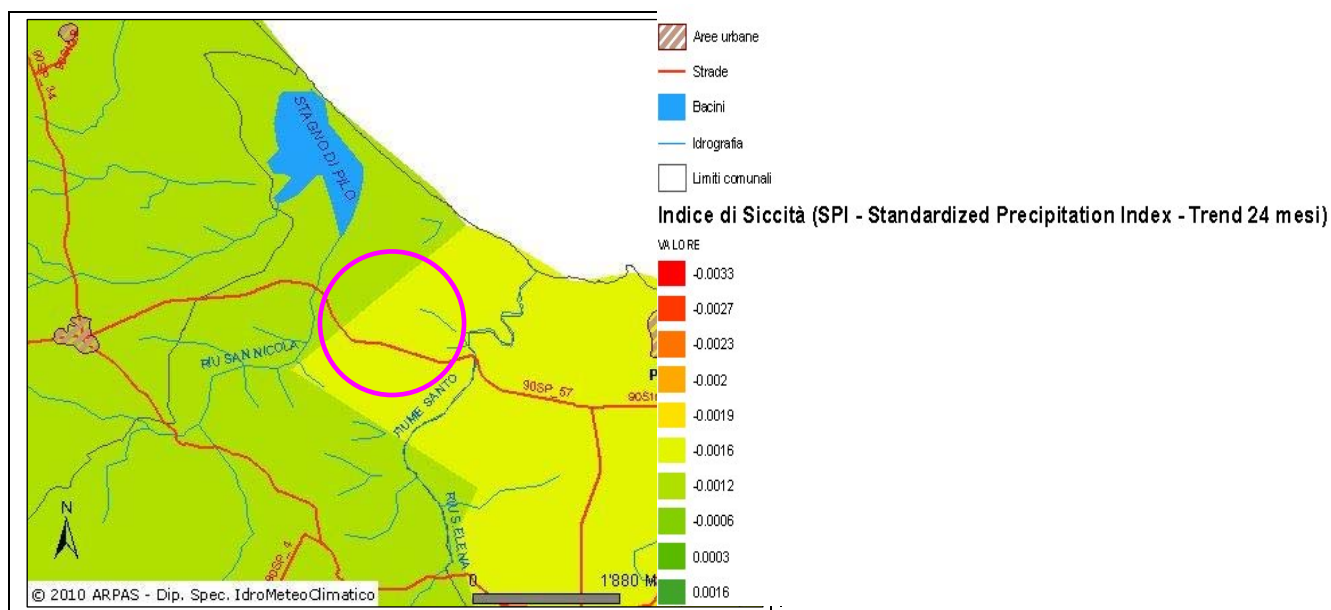 90SP_34
STAGNO DI PILO
RIU SAN NICOLA
FIUME SANTO
90SP_57
P
RIU S.ELENA
90SP_4
N
0
1'880 M
© 2010 ARPAS - Dip. Spec. IdroMeteoClimatico
Aree urbane
Strade
Bacini
Idrografia
Limiti comunali
Indice di Siccità (SPI - Standardized Precipitation Index - Trend 24 mesi)
VALORE
-0.0033
-0.0027
-0.0023
-0.002
-0.0019
-0.0016
-0.0012
-0.0006
0.0003
0.0016